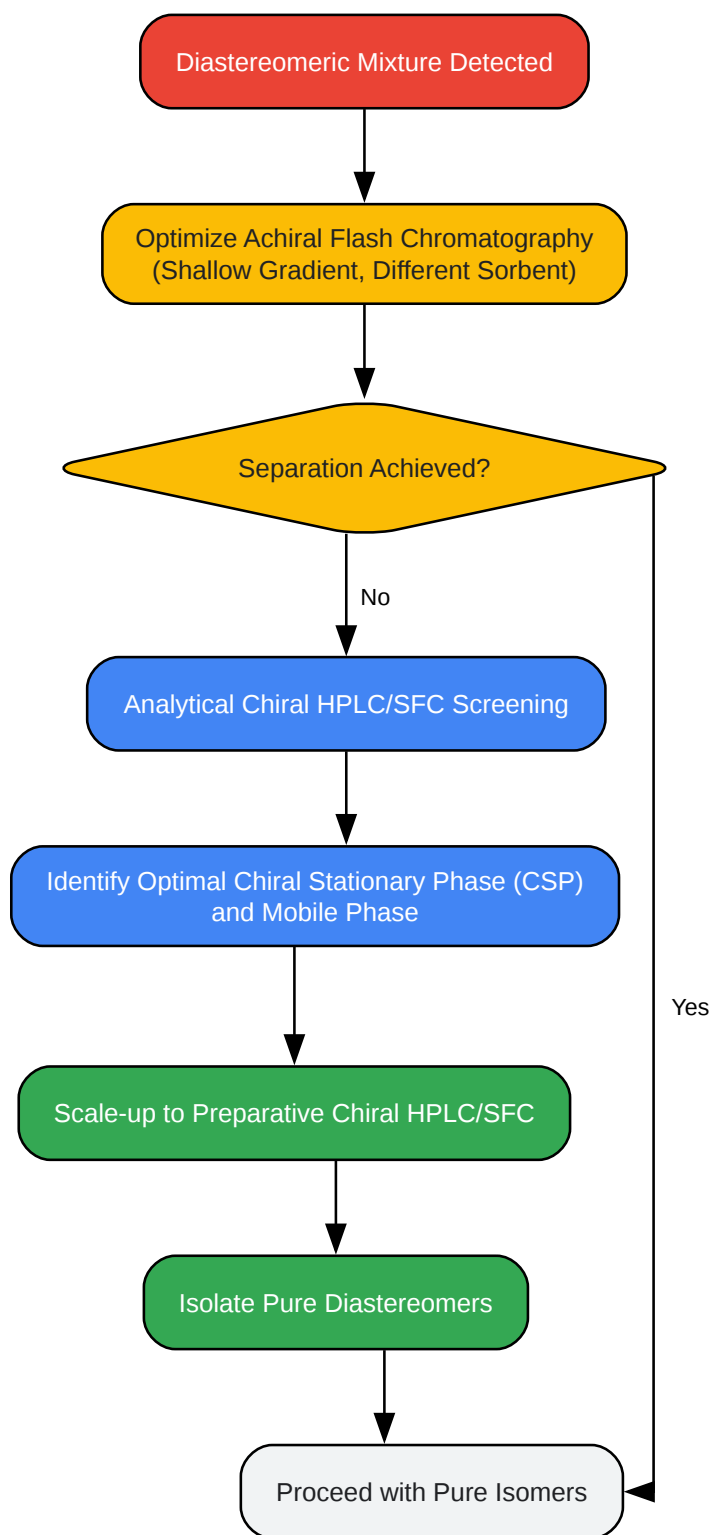 Diastereomeric Mixture Detected
Optimize Achiral Flash Chromatography
(Shallow Gradient, Different Sorbent)
Separation Achieved?
No
Analytical Chiral HPLC/SFC Screening
Identify Optimal Chiral Stationary Phase (CSP)
and Mobile Phase
Yes
Scale-up to Preparative Chiral HPLC/SFC
Isolate Pure Diastereomers
Proceed with Pure Isomers